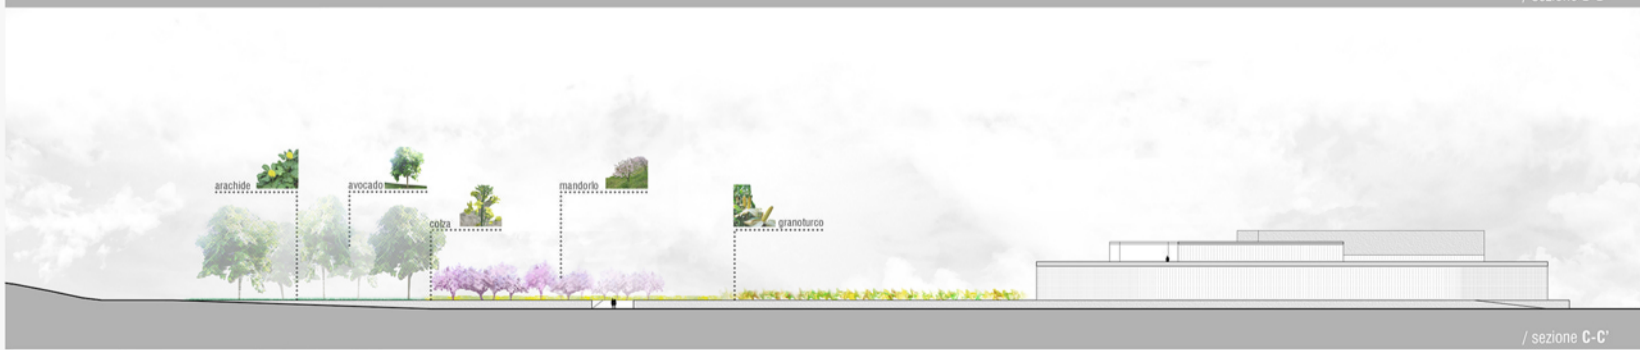 arachide
avocado
colza
mandorlo
granoturco
/ sezione C-C'